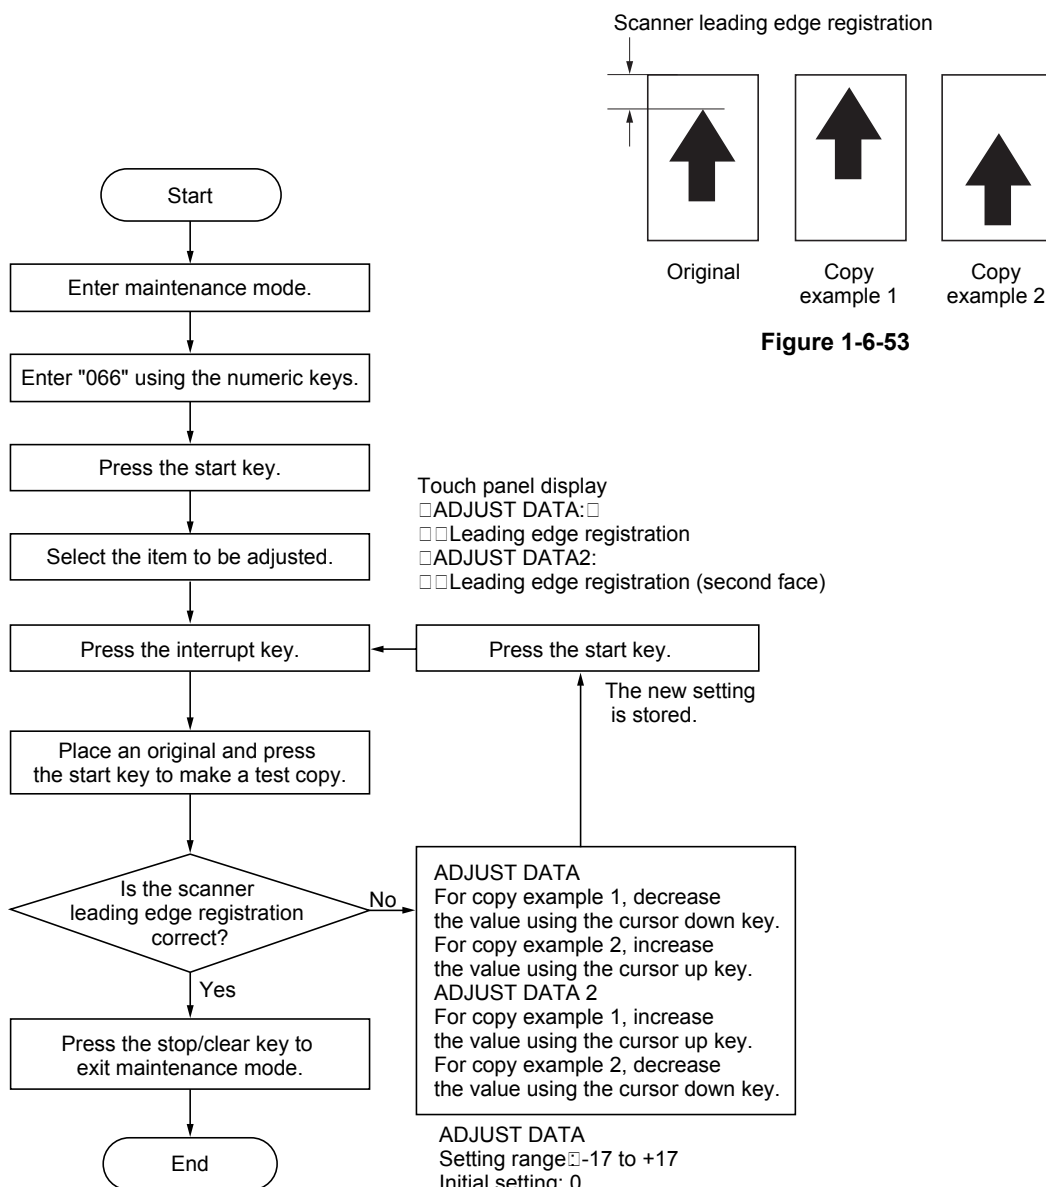 Scanner leading edge registration
Original
Copy
example 1
Copy
example 2
Figure 1-6-53
Start
Enter maintenance mode.
Enter "066" using the numeric keys.
Press the start key.
Select the item to be adjusted.
Touch panel display
□ADJUST DATA:□
□□Leading edge registration
□ADJUST DATA2:
□□Leading edge registration (second face)
Press the interrupt key.
Press the start key.
The new setting
is stored.
Place an original and press
the start key to make a test copy.
Is the scanner
leading edge registration
correct?
No
Yes
ADJUST DATA
For copy example 1, decrease
the value using the cursor down key.
For copy example 2, increase
the value using the cursor up key.
ADJUST DATA 2
For copy example 1, increase
the value using the cursor up key.
For copy example 2, decrease
the value using the cursor down key.
Press the stop/clear key to
exit maintenance mode.
End
ADJUST DATA
Setting range□:-17 to +17
Initial setting: 0